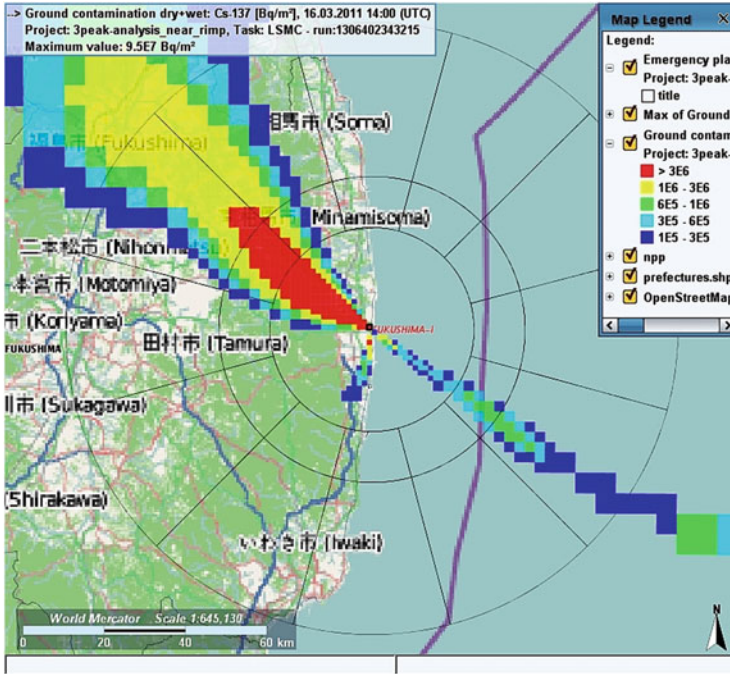 --> Ground contamination dry+wet: Cs-137 [Bq/m²], 16.03.2011 14:00 (UTC)
Project: 3peak-analysis_near_rimp, Task: LSMC - run:1306402343215
Maximum value: 9.5E7 Bq/m²
Map Legend
Legend:
Emergency pla
Project: 3peak-
title
Max of Ground
Ground contam
Project: 3peak-
> 3E6
1E6 - 3E6
6E5 - 1E6
3E5 - 6E5
1E5 - 3E5
npp
prefectures.shp
OpenStreetMap
相馬市 (Soma)
市 (Fukushima)
(Minamisoma)
二本松市 (Nihonmatsu)
本宮市 (Motomiya)
市 (Koriyama)
FUKUSHIMA
田村市 (Tamura)
FUKUSHIMA-I
川市 (Sukagawa)
(Shirakawa)
いわき市 (Iwaki)
World Mercator Scale 1:645,130
0 20 40 60
km
N